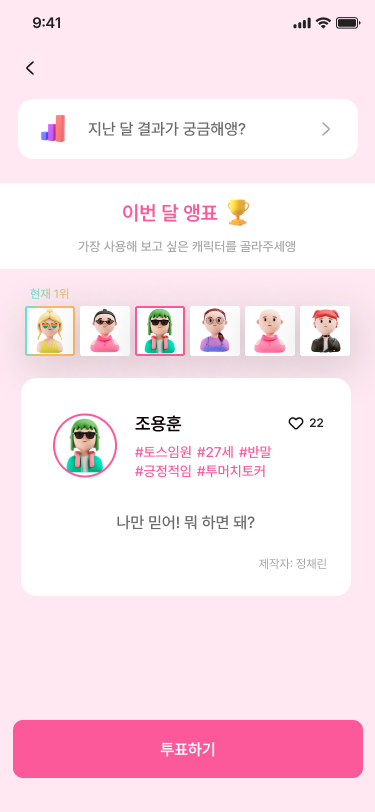 9:41
지난 달 결과가 궁금해앵?
이번 달 앵표
가장 사용해 보고 싶은 캐릭터를 골라주세앵
현재 1위
조용훈
22
#토스임원 #27세 #반말
#긍정적임 #투머치토커
나만 믿어! 뭐 하면 돼?
제작자: 정채린
투표하기